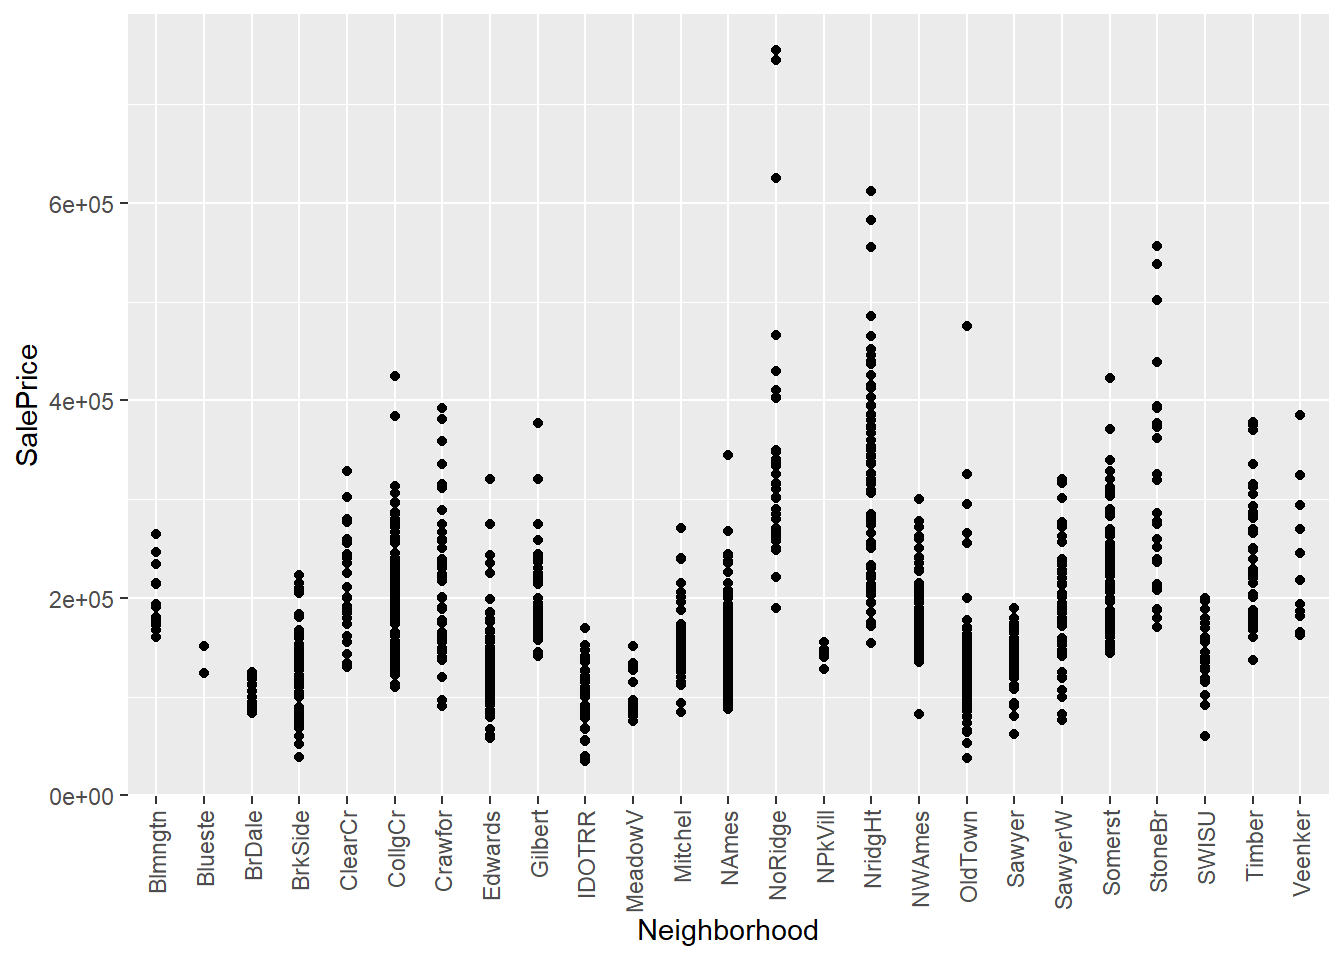 SalePrice
6e+05
4e+05
2e+05
0e+00
Blmngtn
Blueste
BrDale
BrkSide
ClearCr
CollgCr
Crawfor
Edwards
Gilbert
IDOTRR
MeadowV
Mitchel
NAmes
NoRidge
NPkVill
NridgHt
NWAmes
OldTown
Sawyer
SawyerW
Somerst
StoneBr
SWISU
Timber
Veenker
Neighborhood